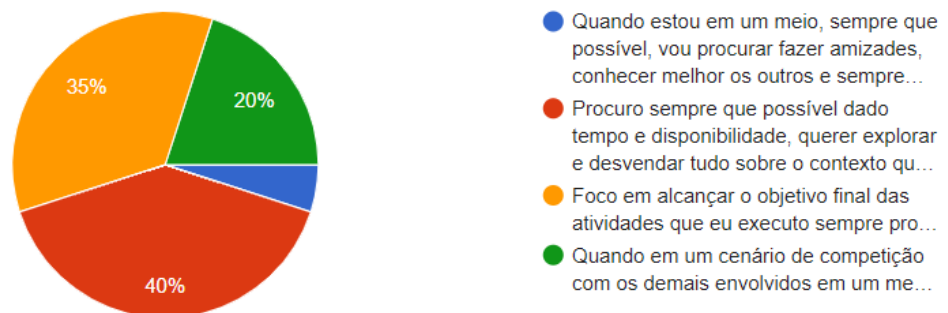 35%
20%
40%
Quando estou em um meio, sempre que
possível, vou procurar fazer amizades,
conhecer melhor os outros e sempre…
Procuro sempre que possível dado
tempo e disponibilidade, querer explorar
e desvendar tudo sobre o contexto qu…
Foco em alcançar o objetivo final das
atividades que eu executo sempre pro…
Quando em um cenário de competição
com os demais envolvidos em um me…